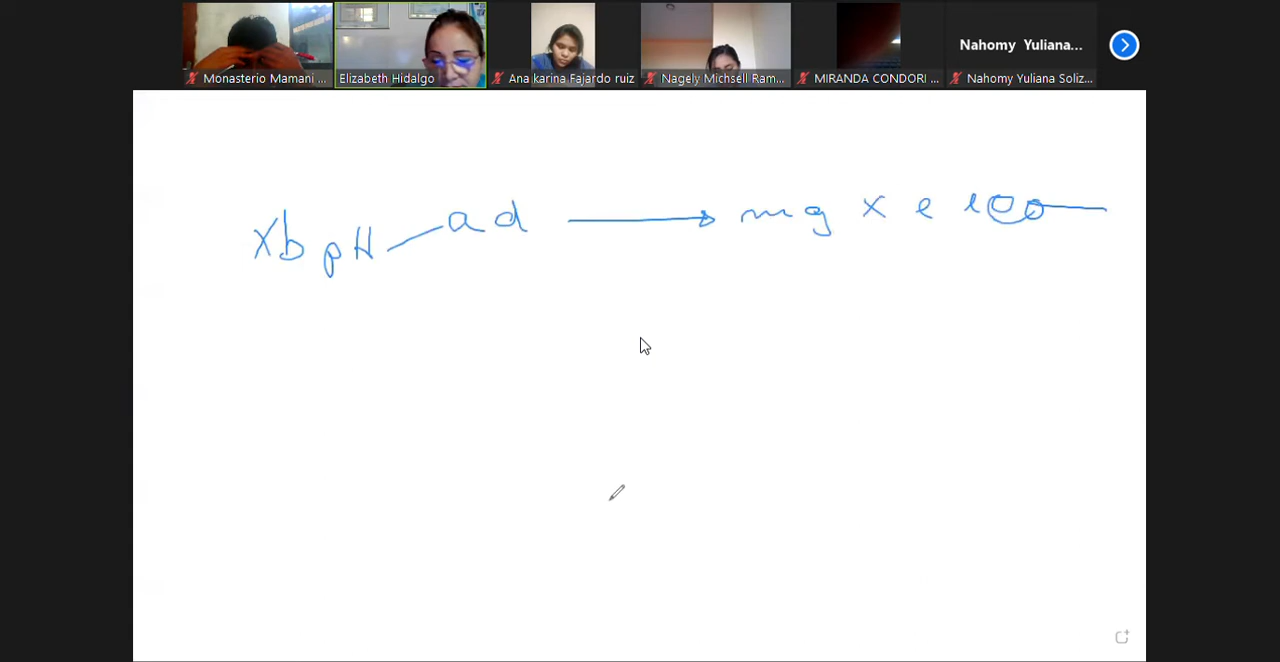 Monasterio Mamani ...
Elizabeth Hidalgo
Ana karina Fajardo ruiz
Nagely Michsell Ram...
MIRANDA CONDORI ...
Nahomy Yuliana...
Nahomy Yuliana Soliz...
xb pH ad → mg x e